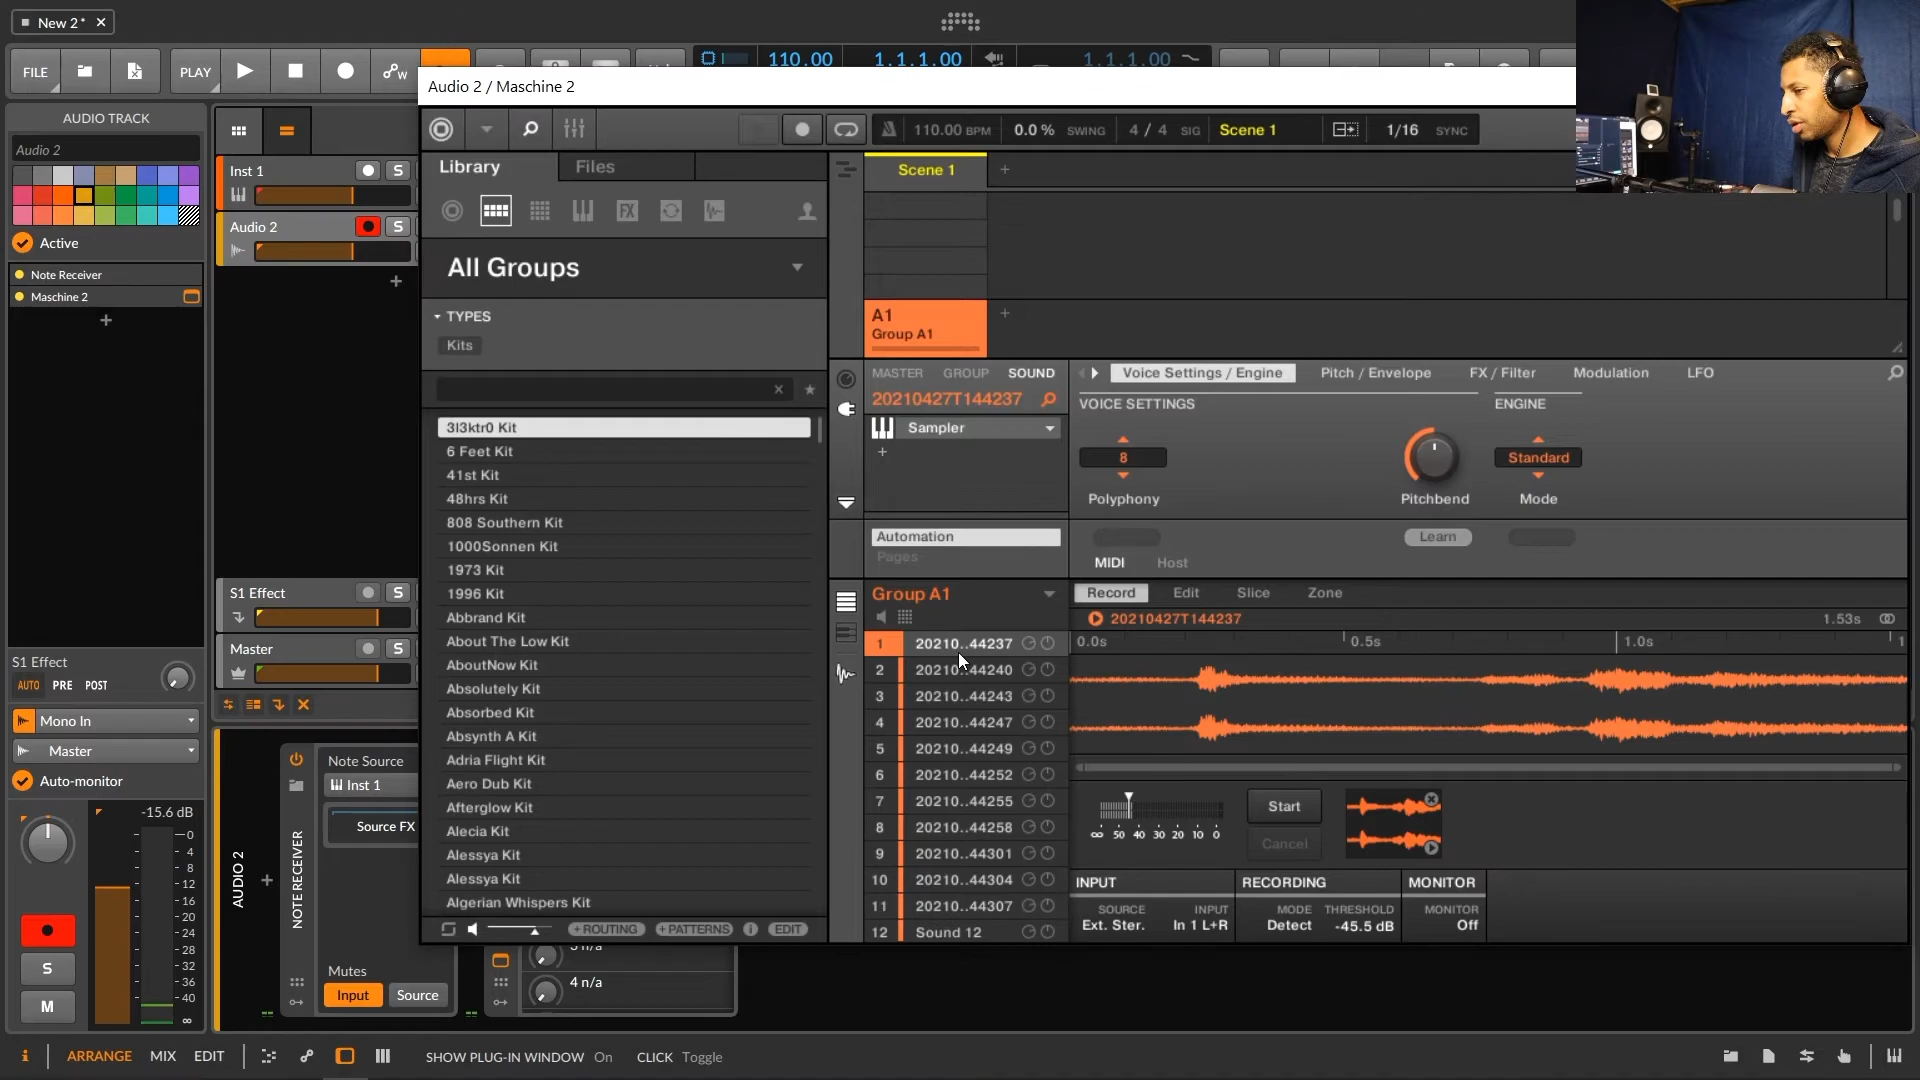 New 2*
FILE
PLAY
110.00
1.1.1.00
1.1.1.00
Audio 2 / Maschine 2
110.00 BPM
0.0 % SWING
4 / 4 SIG
Scene 1
1/16 SYNC
AUDIO TRACK
Audio 2
Active
Note Receiver
Maschine 2
Inst 1
S
Audio 2
S
Library
Files
All Groups
TYPES
Kits
3l3ktr0 Kit
6 Feet Kit
41st Kit
48hrs Kit
808 Southern Kit
1000Sonnen Kit
1973 Kit
1996 Kit
Abbrand Kit
About The Low Kit
AboutNow Kit
Absolutely Kit
Absorbed Kit
Absynth A Kit
Adria Flight Kit
Aero Dub Kit
Afterglow Kit
Alecia Kit
Alessya Kit
Alessya Kit
Algerian Whispers Kit
+ ROUTING
+ PATTERNS
EDIT
Scene 1
A1
Group A1
MASTER GROUP SOUND
20210427T144237
Sampler
Automation
Pages
Voice Settings / Engine
Pitch / Envelope
FX / Filter
Modulation
LFO
VOICE SETTINGS
ENGINE
8
Standard
Polyphony
Pitchbend
Mode
Learn
MIDI
Host
Group A1
Record
Edit
Slice
Zone
20210427T144237
1.53s
0.0s
0.5s
1.0s
1
1 20210..44237
2 20210..44240
3 20210..44243
4 20210..44247
5 20210..44249
6 20210..44252
7 20210..44255
8 20210..44258
9 20210..44301
10 20210..44304
11 20210..44307
12 Sound 12
∞ 50 40 30 20 10 0
Start
Cancel
INPUT
RECORDING
MONITOR
SOURCE
INPUT
MODE
THRESHOLD
MONITOR
Ext. Ster.
In 1 L+R
Detect
-45.5 dB
Off
S1 Effect
S
Master
S
S1 Effect
AUTO PRE POST
Mono In
Master
Auto-monitor
-15.6 dB
0
4
8
12
16
20
24
28
32
36
40
∞
S
M
AUDIO 2
NOTE RECEIVER
Note Source
Inst 1
Source FX
Mutes
Input
Source
4 n/a
i
ARRANGE
MIX
EDIT
SHOW PLUG-IN WINDOW On
CLICK Toggle